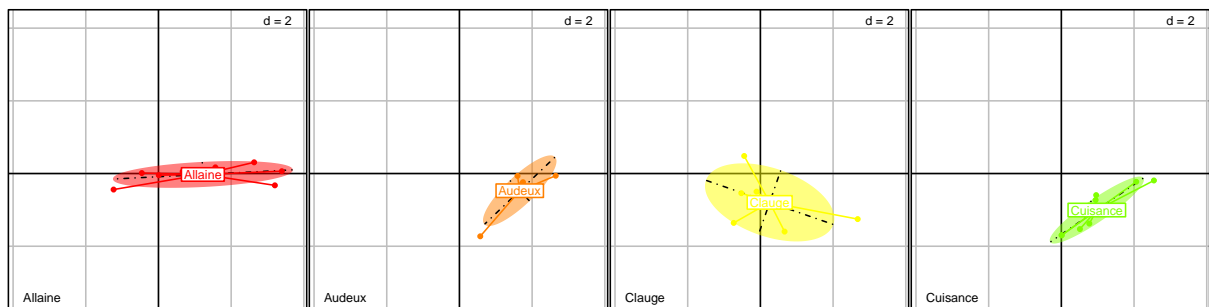 d = 2
Allaine
Allaine
d = 2
Audeux
Audeux
d = 2
Clauge
Clauge
d = 2
Cuisance
Cuisance